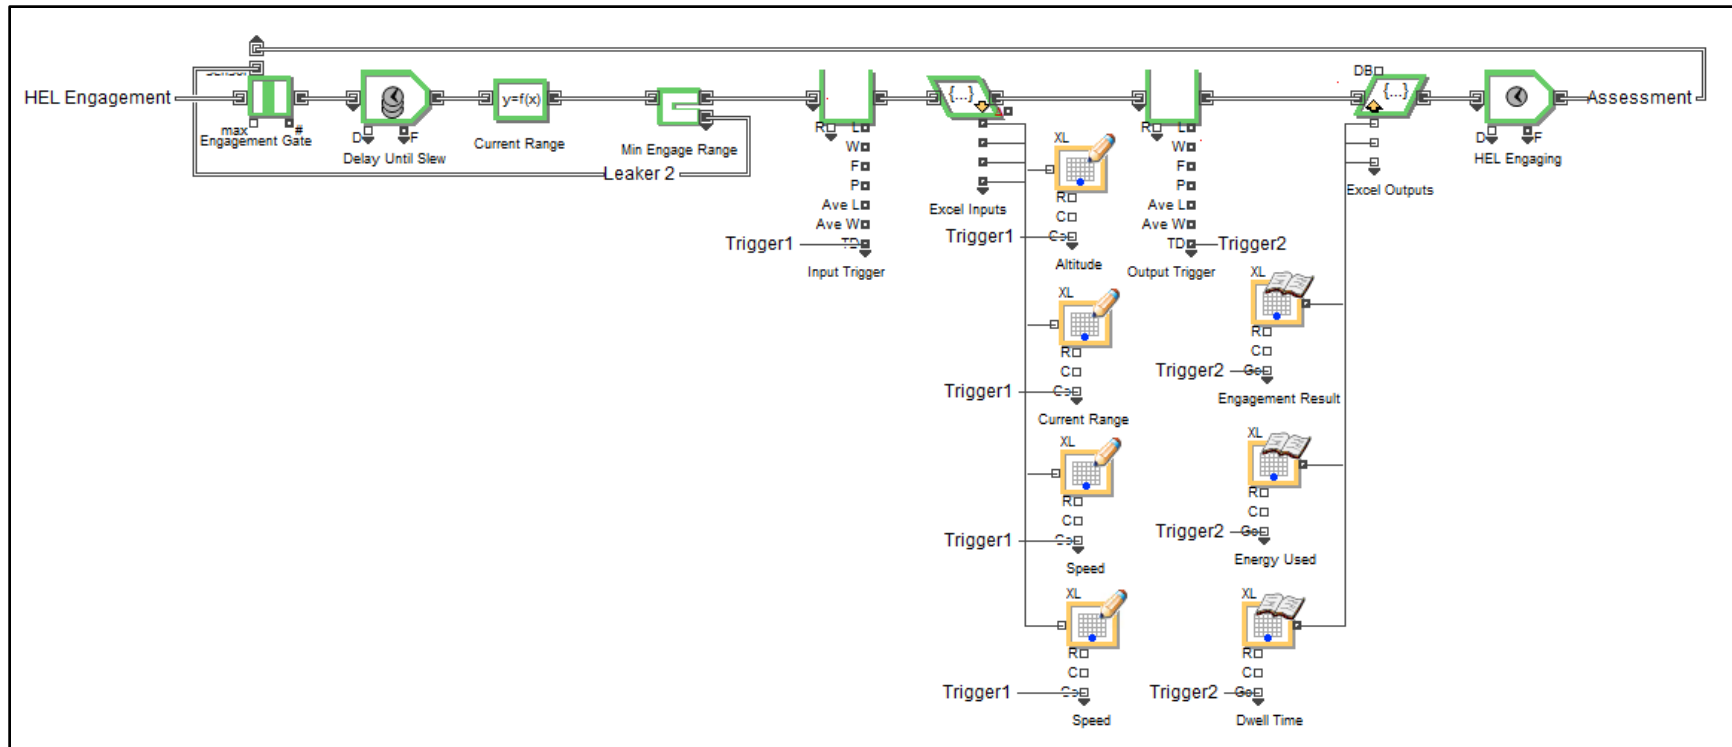 HEL Engagement
max
#
Engagement Gate
D
F
Delay Until Slew
y=f(x)
Current Range
Min Engage Range
Leaker 2
R
L
W
F
P
Ave L
Ave W
TD
Trigger1
Input Trigger
{...}
Excel Inputs
XL
R
C
Trigger1
Altitude
XL
R
C
Trigger1
Current Range
XL
R
C
Trigger1
Speed
XL
R
C
Trigger1
Speed
R
L
W
F
P
Ave L
Ave W
TD
Trigger2
Output Trigger
XL
R
C
Trigger2
Go
Engagement Result
XL
R
C
Trigger2
Go
Energy Used
XL
R
C
Trigger2
Go
Dwell Time
DB
{...}
Excel Outputs
D
F
HEL Engaging
Assessment